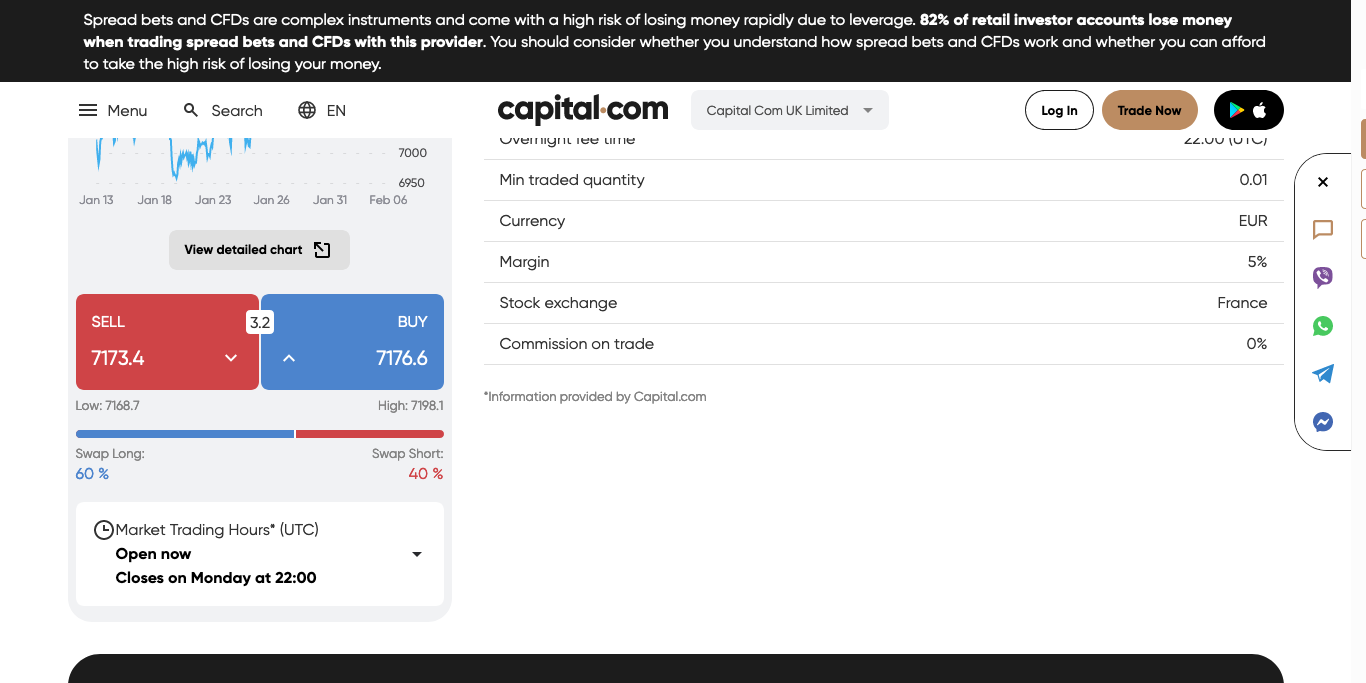 Spread bets and CFDs are complex instruments and come with a high risk of losing money rapidly due to leverage. 82% of retail investor accounts lose money
when trading spread bets and CFDs with this provider. You should consider whether you understand how spread bets and CFDs work and whether you can afford
to take the high risk of losing your money.
Menu
Search
EN
capital.com
Capital Com UK Limited
Log In
Trade Now
7000
6950
Jan 13 Jan 18 Jan 23 Jan 26 Jan 31 Feb 06
View detailed chart
SELL
7173.4
3.2
BUY
7176.6
Low: 7168.7
High: 7198.1
Swap Long:
60 %
Swap Short:
40 %
Market Trading Hours* (UTC)
Open now
Closes on Monday at 22:00
Overnight fee time 22:00 (UTC)
Min traded quantity 0.01
Currency EUR
Margin 5%
Stock exchange France
Commission on trade 0%
*Information provided by Capital.com